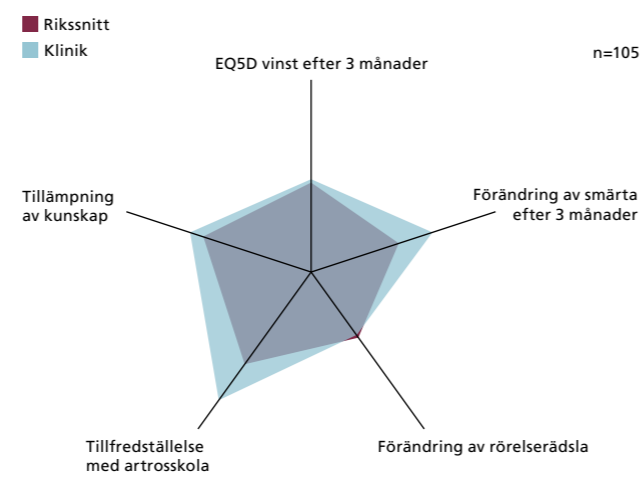 Rikssnitt
Klinik
n=105
EQ5D vinst efter 3 månader
Tillämpning
av kunskap
Förändring av smärta
efter 3 månader
Tillfredställelse
med artrosskola
Förändring av rörelserädsla